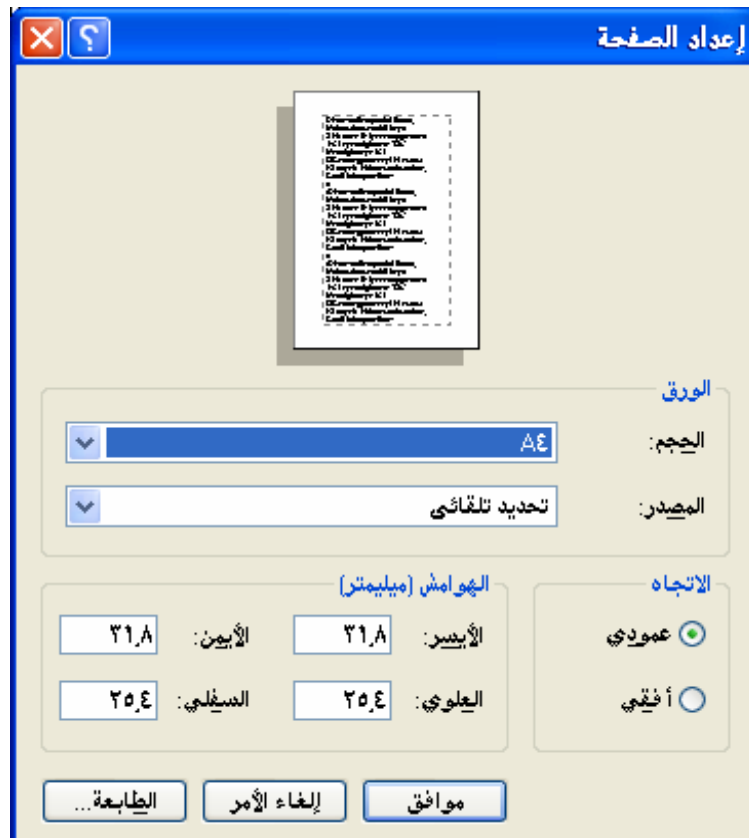 إعداد الصفحة
الورق
الحجم: A٤
المصدر: تحديد تلقائي
الاتجاه
عمودي
أفقي
الهوامش (ميليمتر)
الأيسر: ٣١,٨ الأيمن: ٣١,٨
العلوي: ٢٥,٤ السفلي: ٢٥,٤
موافق إلغاء الأمر الطابعة...